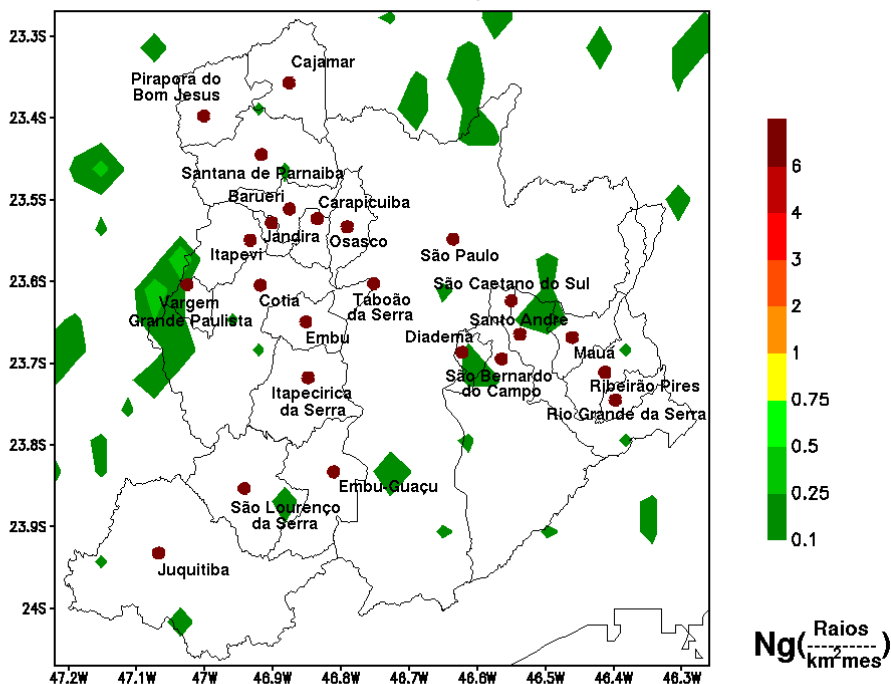 23.3S
23.4S
23.5S
23.6S
23.7S
23.8S
23.9S
24S
47.2W
47.1W
47W
46.9W
46.8W
46.7W
46.6W
46.5W
46.4W
46.3W
Cajamar
Pirapora do
Bom Jesus
Santana de Parnaiba
Barueri
Carapicuiba
Jandira
Osasco
Itapevi
São Paulo
São Caetano do Sul
Vargem
Grande Paulista
Cotia
Taboão
da Serra
Santo Andre
Embu
Diadema
Mauá
São Bernardo
do Campo
Ribeirão Pires
Rio Grande da Serra
Itapecirica
da Serra
Embu-Guaçu
São Lourenço
da Serra
Juquitiba
6
4
3
2
1
0.75
0.5
0.25
0.1
Ng(Raios
--------
km²mes)